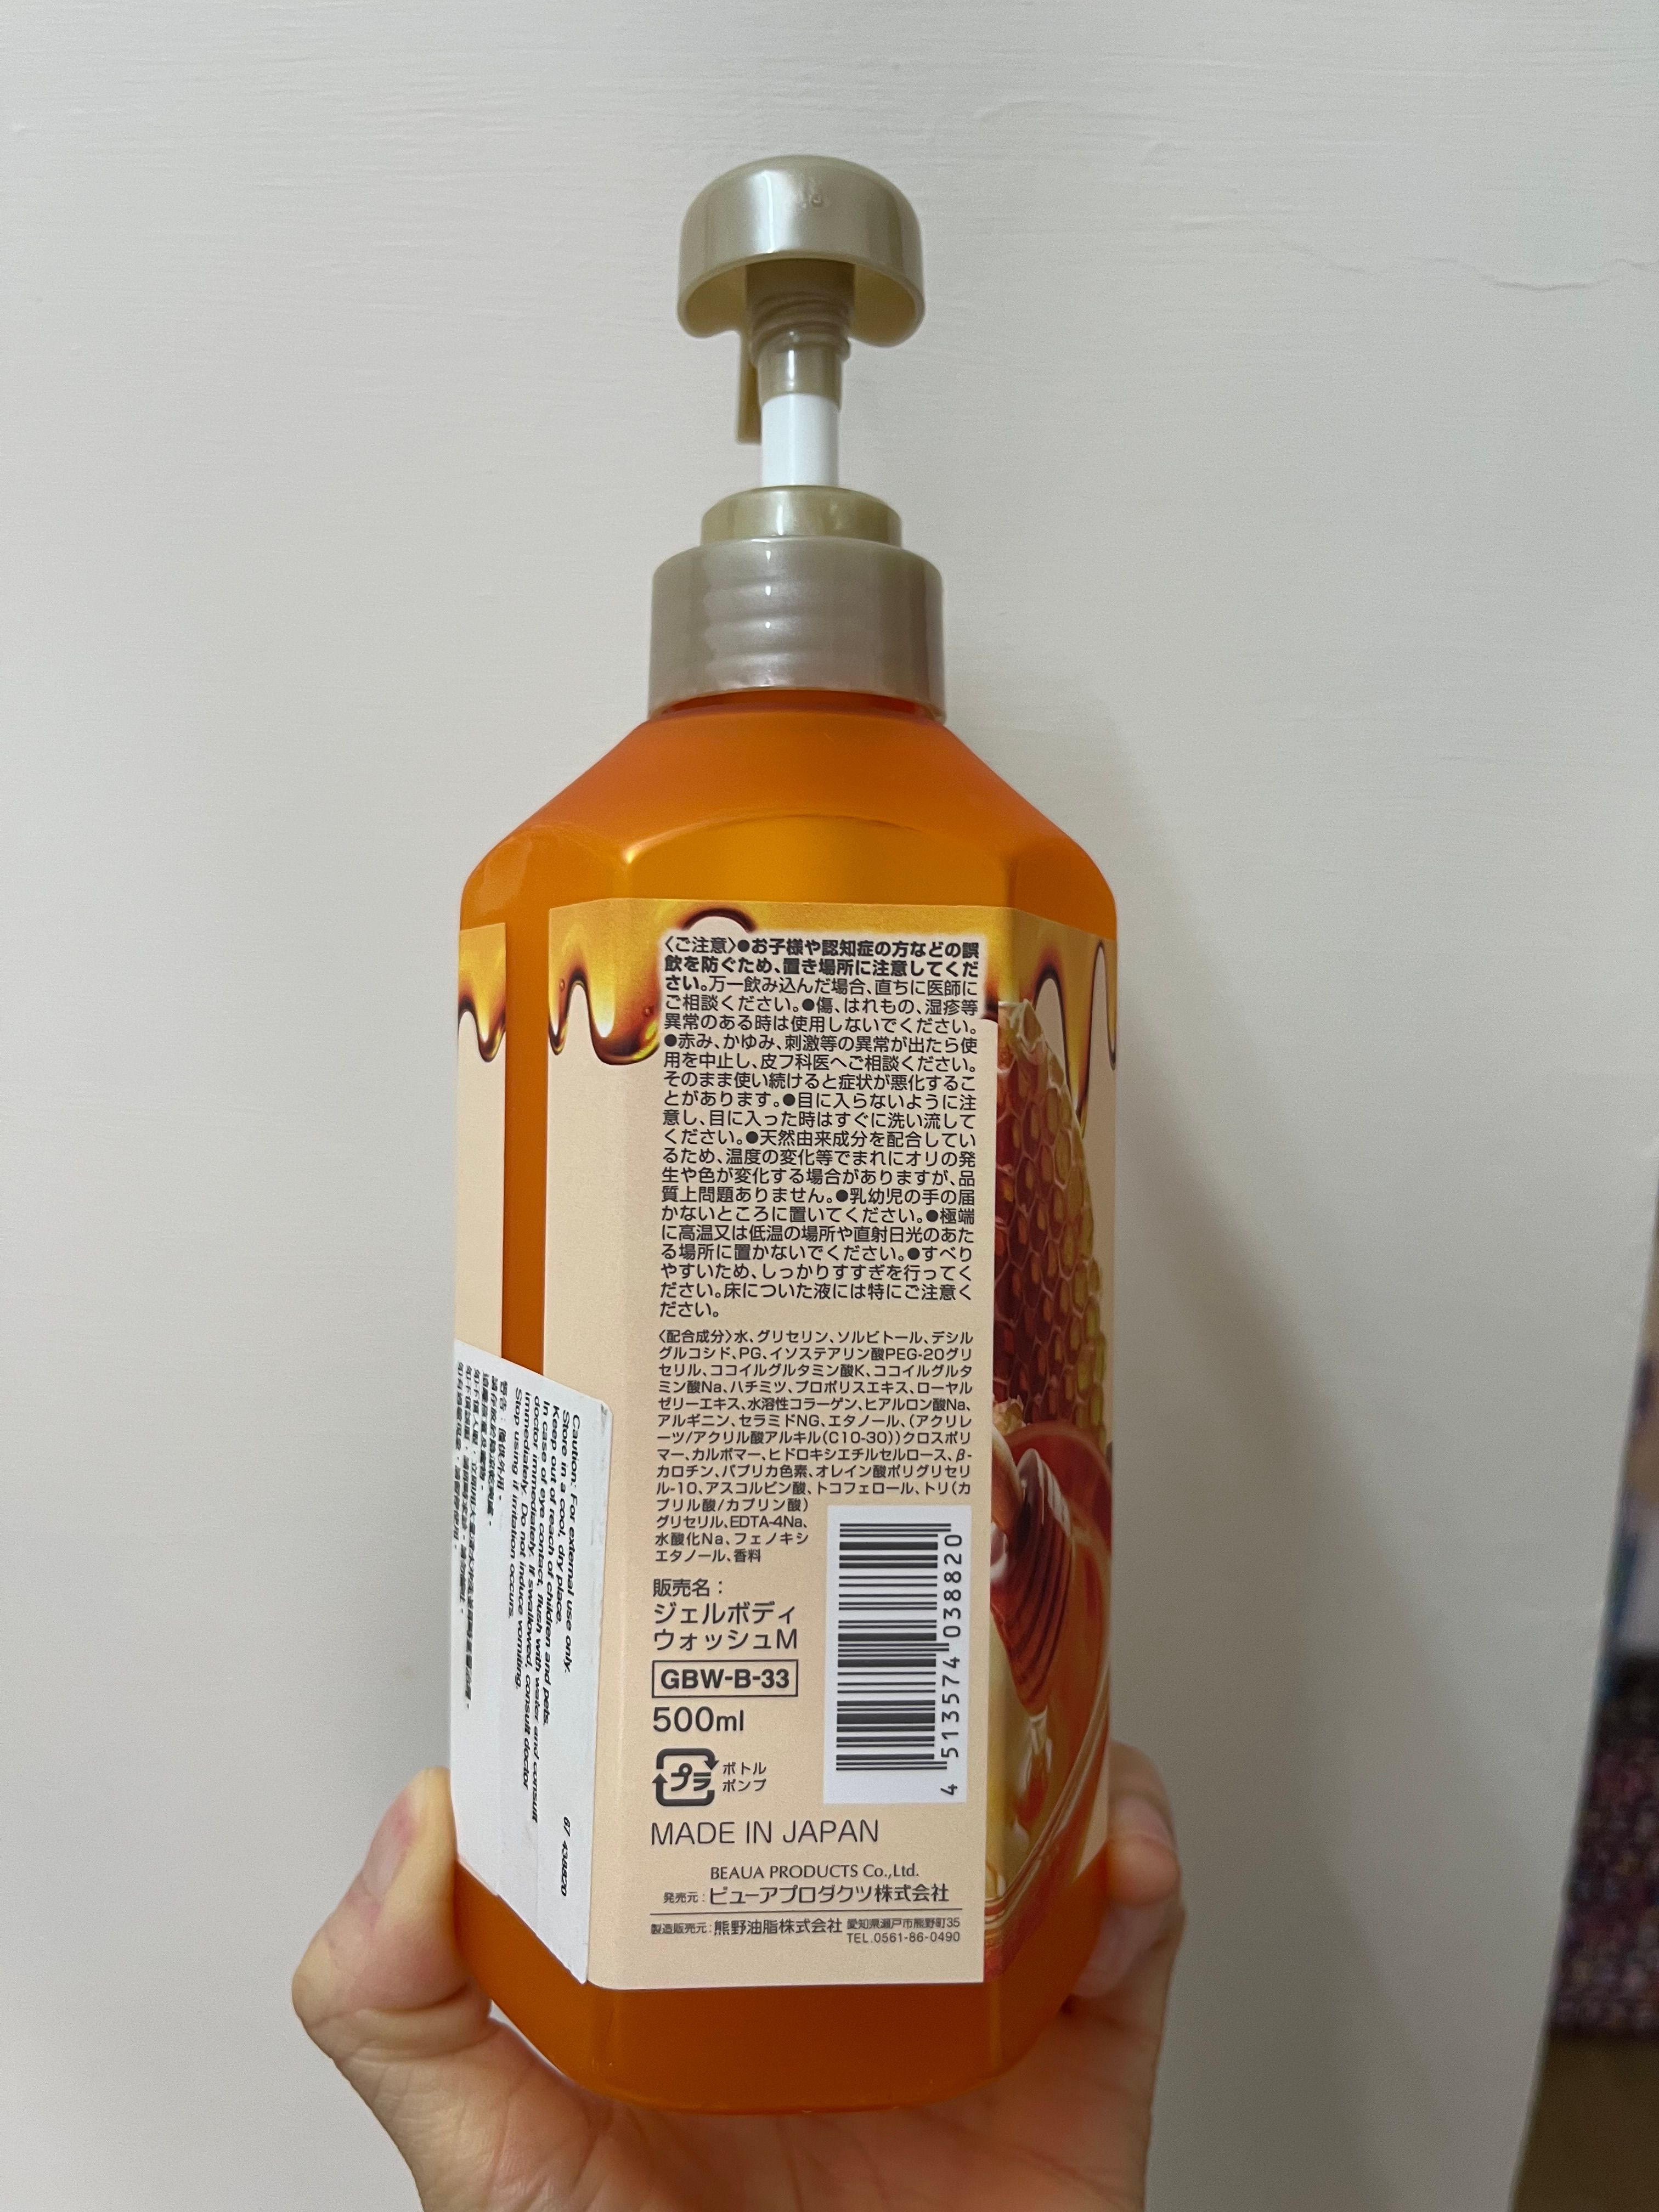 〈ご注意〉●お子様や認知症の方などの誤
飲を防ぐため、置き場所に注意してくだ
さい。万一飲み込んだ場合、直ちに医師に
ご相談ください。●傷、はれもの、湿疹等
異常のある時は使用しないでください。
●赤み、かゆみ、刺激等の異常が出たら使
用を中止し、皮フ科医へご相談ください。
そのまま使い続けると症状が悪化するこ
とがあります。●目に入らないように注
意し、目に入った時はすぐに洗い流して
ください。●天然由来成分を配合してい
るため、温度の変化等でまれにオリの発
生や色が変化する場合がありますが、品
質上問題ありません。●乳幼児の手の届
かないところに置いてください。●極端
に高温又は低温の場所や直射日光のあた
る場所に置かないでください。●すべり
やすいため、しっかりすすぎを行ってく
ださい。床についた液には特にご注意く
ださい。
〈配合成分〉水、グリセリン、ソルビトール、デシル
グルコシド、PG、イソステアリン酸PEG-20グリ
セリル、ココイルグルタミン酸K、ココイルグルタ
ミン酸Na、ハチミツ、プロポリスエキス、ローヤル
ゼリーエキス、水溶性コラーゲン、ヒアルロン酸Na、
アルギニン、セラミドNG、エタノール、(アクリレ
ーツ/アクリル酸アルキル(C10-30))クロスポリ
マー、カルボマー、ヒドロキシエチルセルロース、β-
カロチン、パプリカ色素、オレイン酸ポリグリセリ
ル-10、アスコルビン酸、トコフェロール、トリ(カ
プリル酸/カプリン酸)
グリセリル、EDTA-4Na、
水酸化Na、フェノキシ
エタノール、香料
販売名：
ジェルボディ
ウォッシュM
GBW-B-33
500ml
プラ
ボトル
ポンプ
4 513574 038820
MADE IN JAPAN
BEAUA PRODUCTS Co.,Ltd.
発売元：ビューアプロダクツ株式会社
製造販売元：熊野油脂株式会社 愛知県瀬戸市熊野町35
TEL.0561-86-0490
Caution: For external use only.
Store in a cool, dry place.
Keep out of reach of children and pets.
In case of eye contact, flush with water and consult
doctor immediately. If swallowed, consult doctor
immediately. Do not induce vomiting.
Stop using if irritation occurs.
警告：僅供外用。